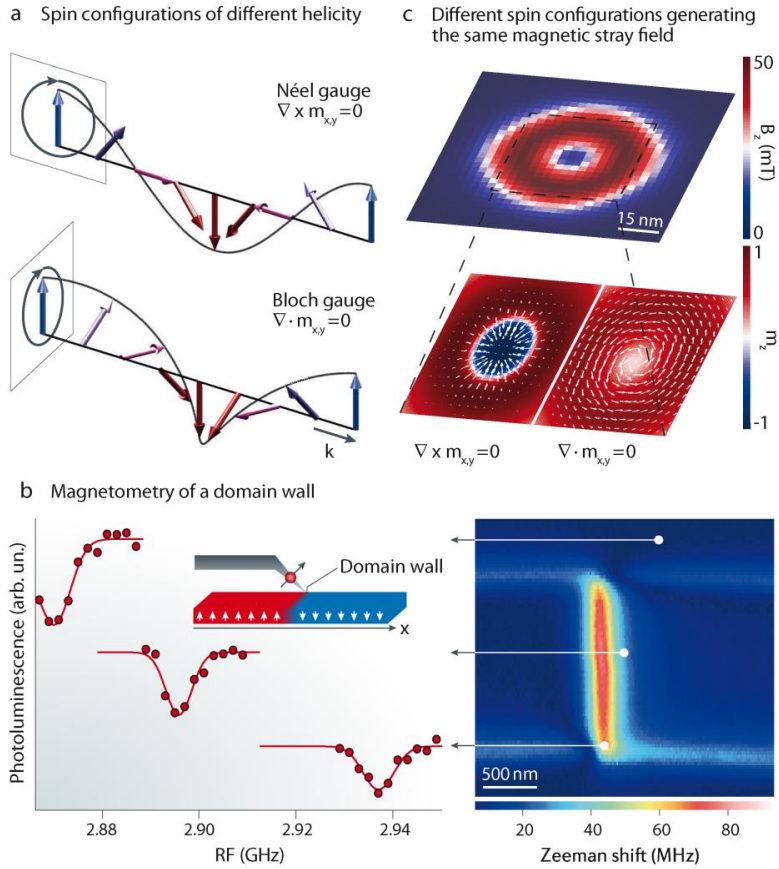 a Spin configurations of different helicity
Néel gauge
∇ x m_x,y=0
Bloch gauge
∇· m_x,y=0
k
c Different spin configurations generating
the same magnetic stray field
50
B_z (mT)
0
15 nm
1
m_z
-1
∇ x m_x,y=0
∇· m_x,y=0
b Magnetometry of a domain wall
Photoluminescence (arb. un.)
Domain wall
x
2.88 2.90 2.92 2.94
RF (GHz)
500 nm
20 40 60 80
Zeeman shift (MHz)